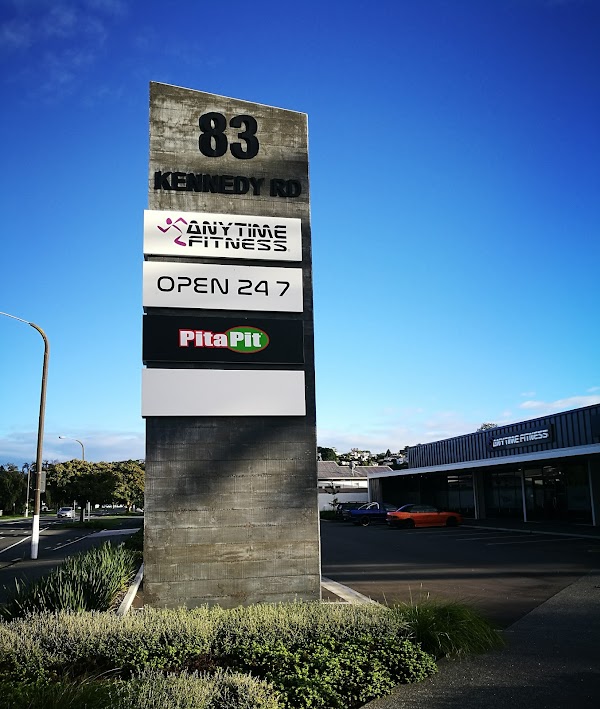 83
KENNEDY RD
ANYTIME
FITNESS
OPEN 24 7
PitaPit
ANYTIME FITNESS